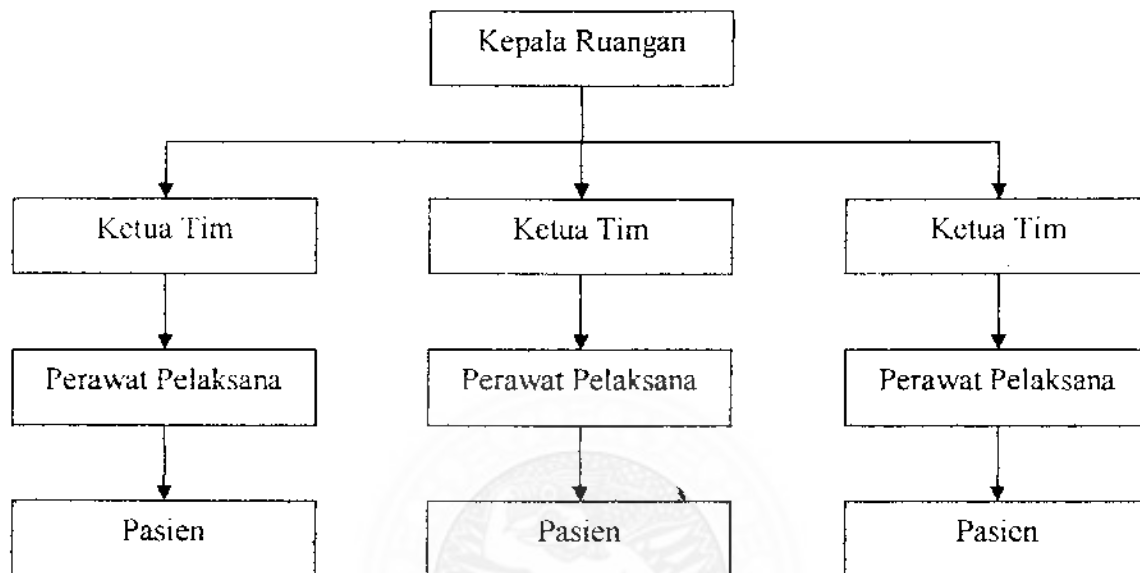 Kepala Ruangan
Ketua Tim
Ketua Tim
Ketua Tim
Perawat Pelaksana
Perawat Pelaksana
Perawat Pelaksana
Pasien
Pasien
Pasien